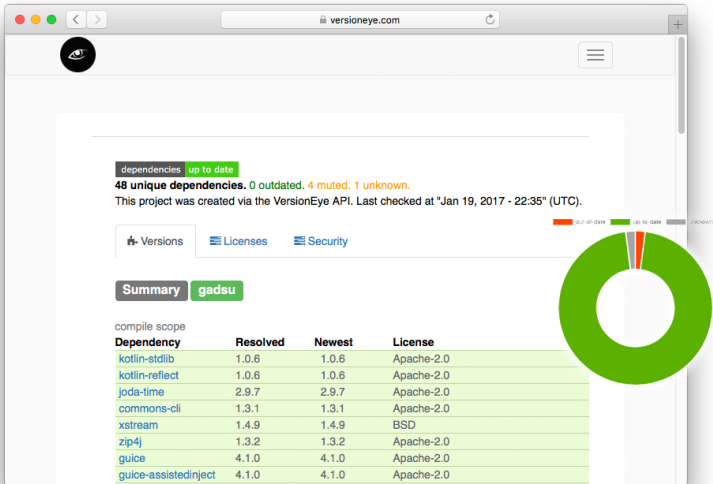 versioneye.com
dependencies up to date
48 unique dependencies. 0 outdated. 4 muted. 1 unknown.
This project was created via the VersionEye API. Last checked at "Jan 19, 2017 - 22:35" (UTC).
out-of-date up-to-date unknown
Versions Licenses Security
Summary gadsu
compile scope
Dependency Resolved Newest License
kotlin-stdlib 1.0.6 1.0.6 Apache-2.0
kotlin-reflect 1.0.6 1.0.6 Apache-2.0
joda-time 2.9.7 2.9.7 Apache-2.0
commons-cli 1.3.1 1.3.1 Apache-2.0
xstream 1.4.9 1.4.9 BSD
zip4j 1.3.2 1.3.2 Apache-2.0
guice 4.1.0 4.1.0 Apache-2.0
guice-assistedinject 4.1.0 4.1.0 Apache-2.0